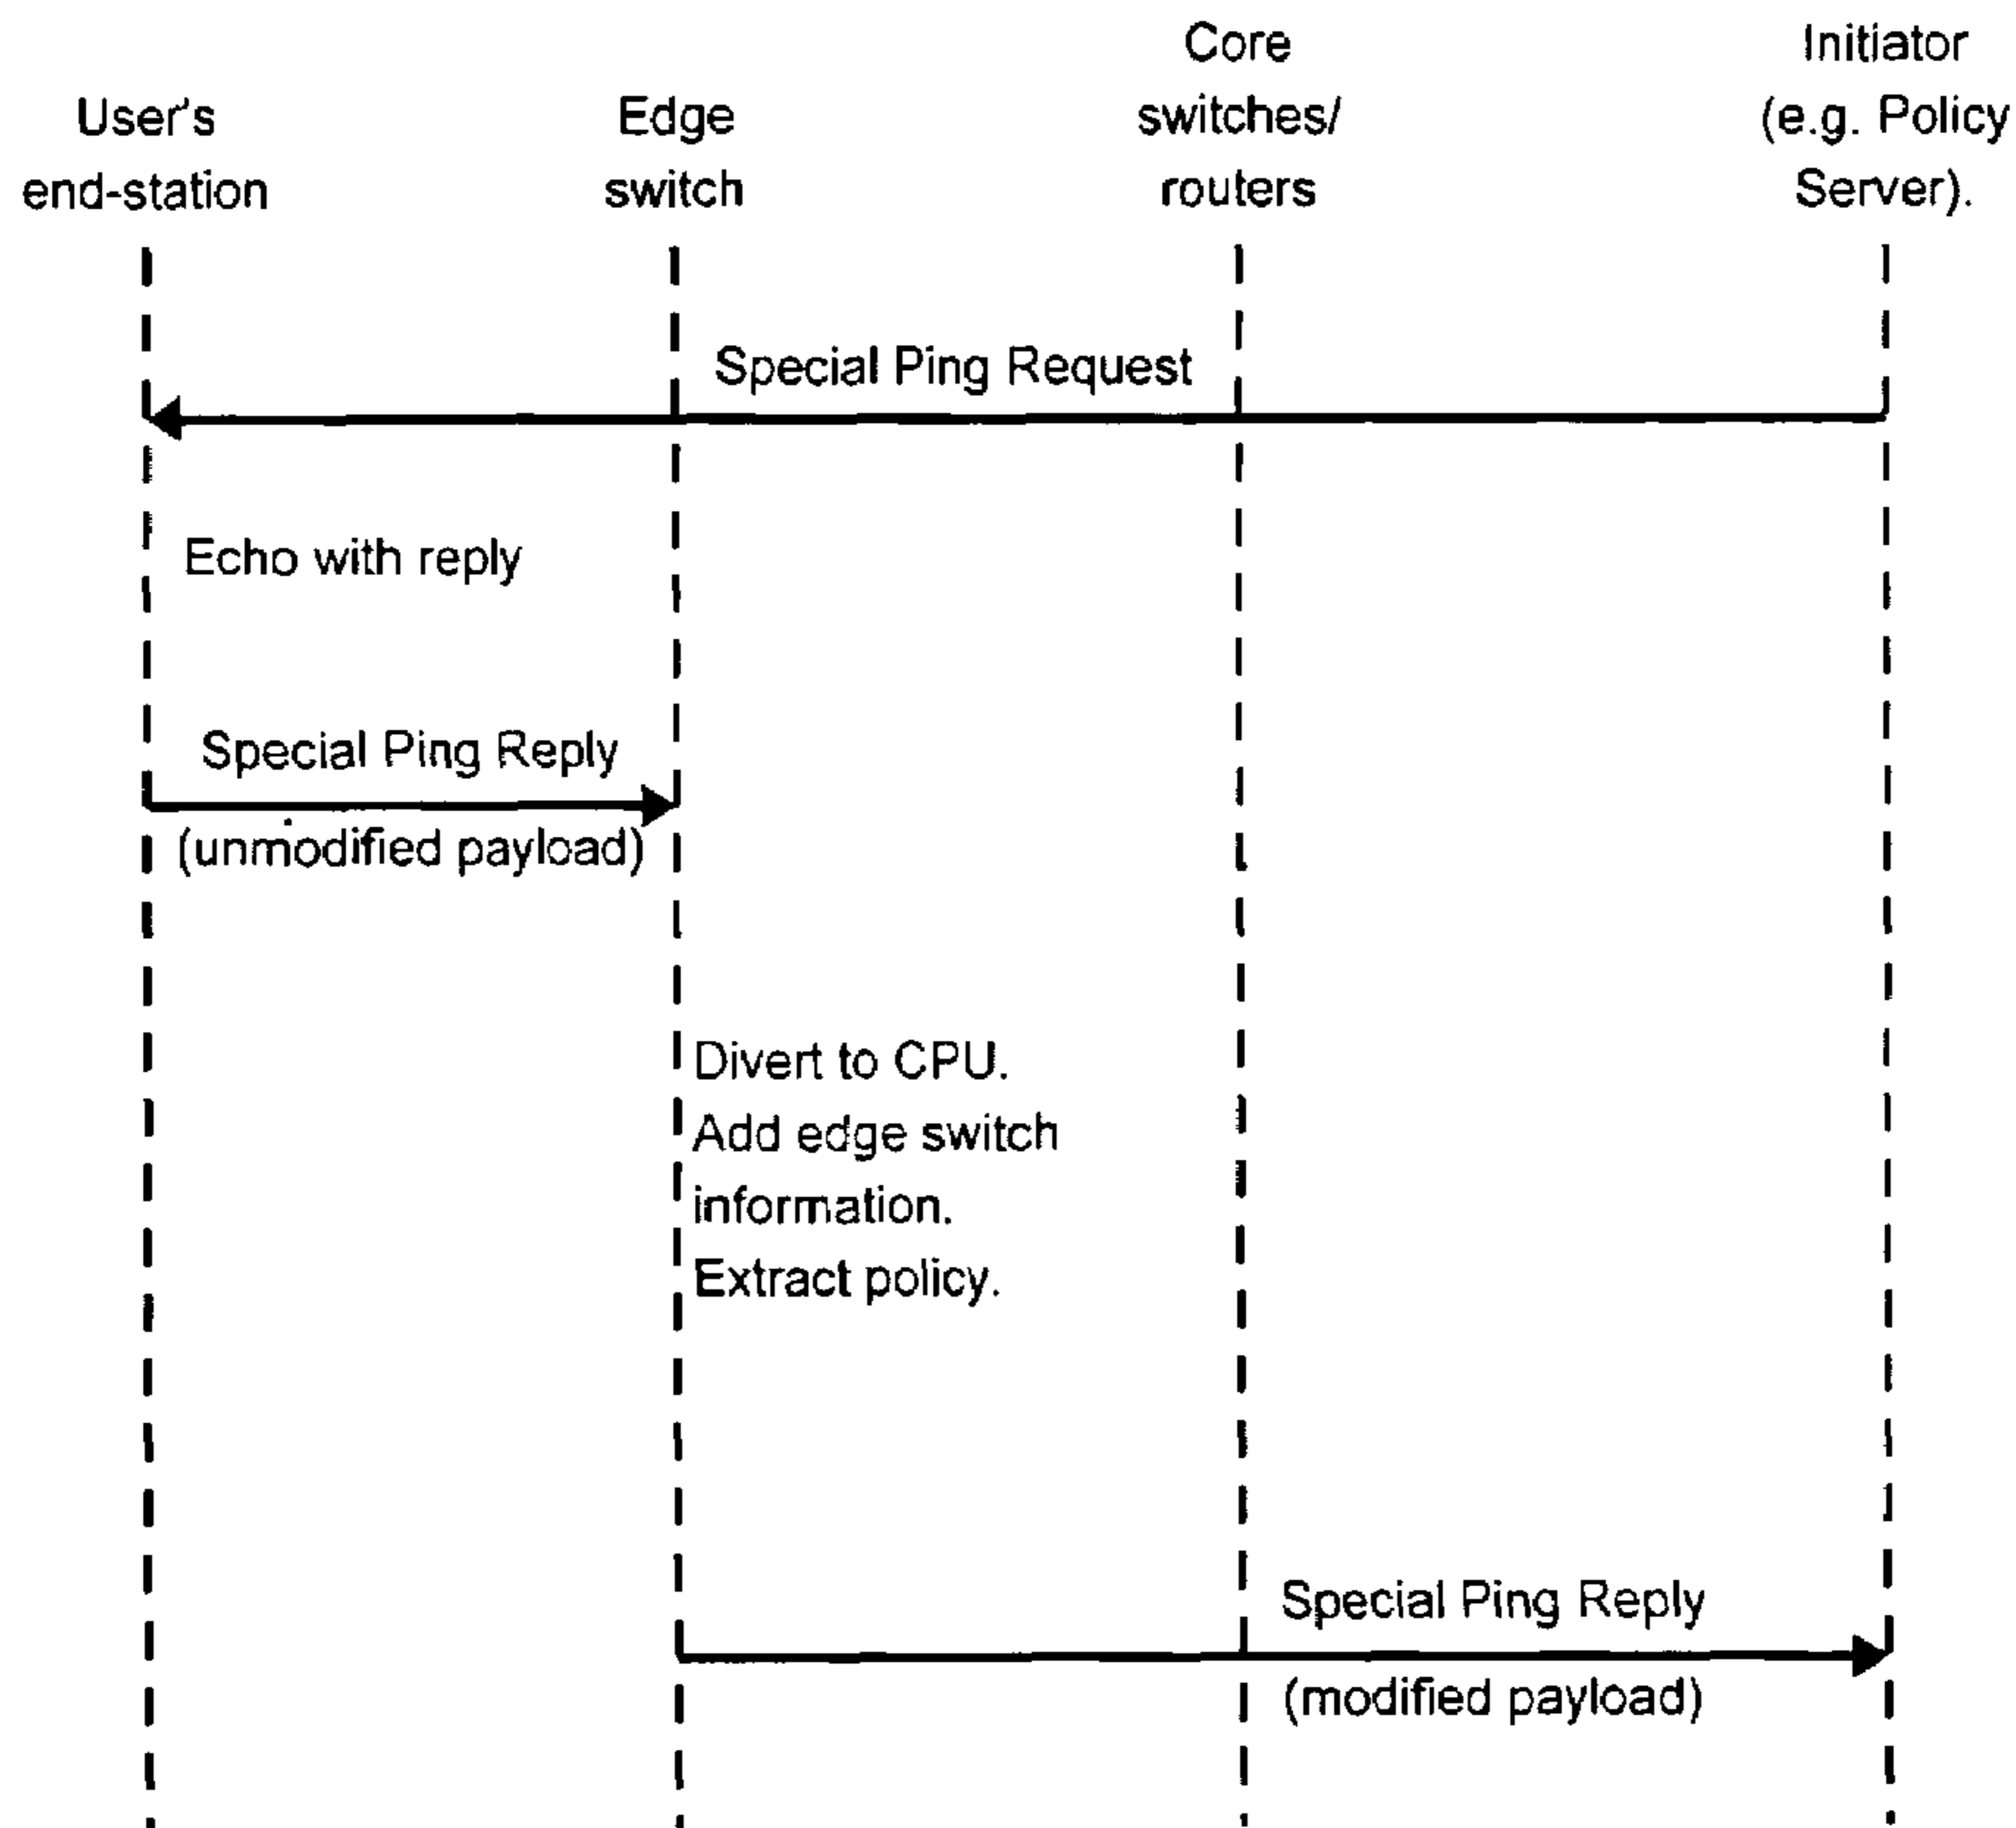 User's
end-station
Edge
switch
Core
switches/
routers
Initiator
(e.g. Policy
Server).
Special Ping Request
Echo with reply
Special Ping Reply
(unmodified payload)
Divert to CPU.
Add edge switch
information.
Extract policy.
Special Ping Reply
(modified payload)